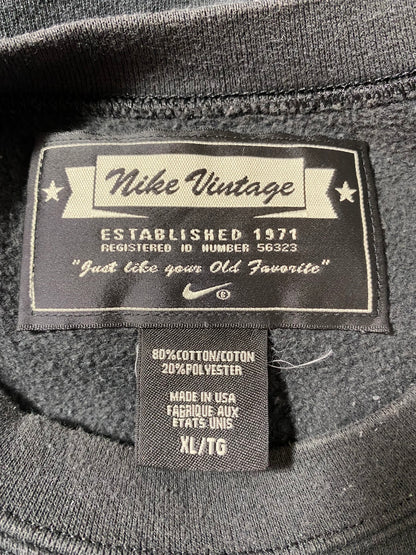 Nike Vintage
ESTABLISHED 1971
REGISTERED ID NUMBER 56323
"Just like your Old Favorite"
80%COTTON/COTON
20%POLYESTER
MADE IN USA
FABRIQUE AUX
ETATS UNIS
XL/TG